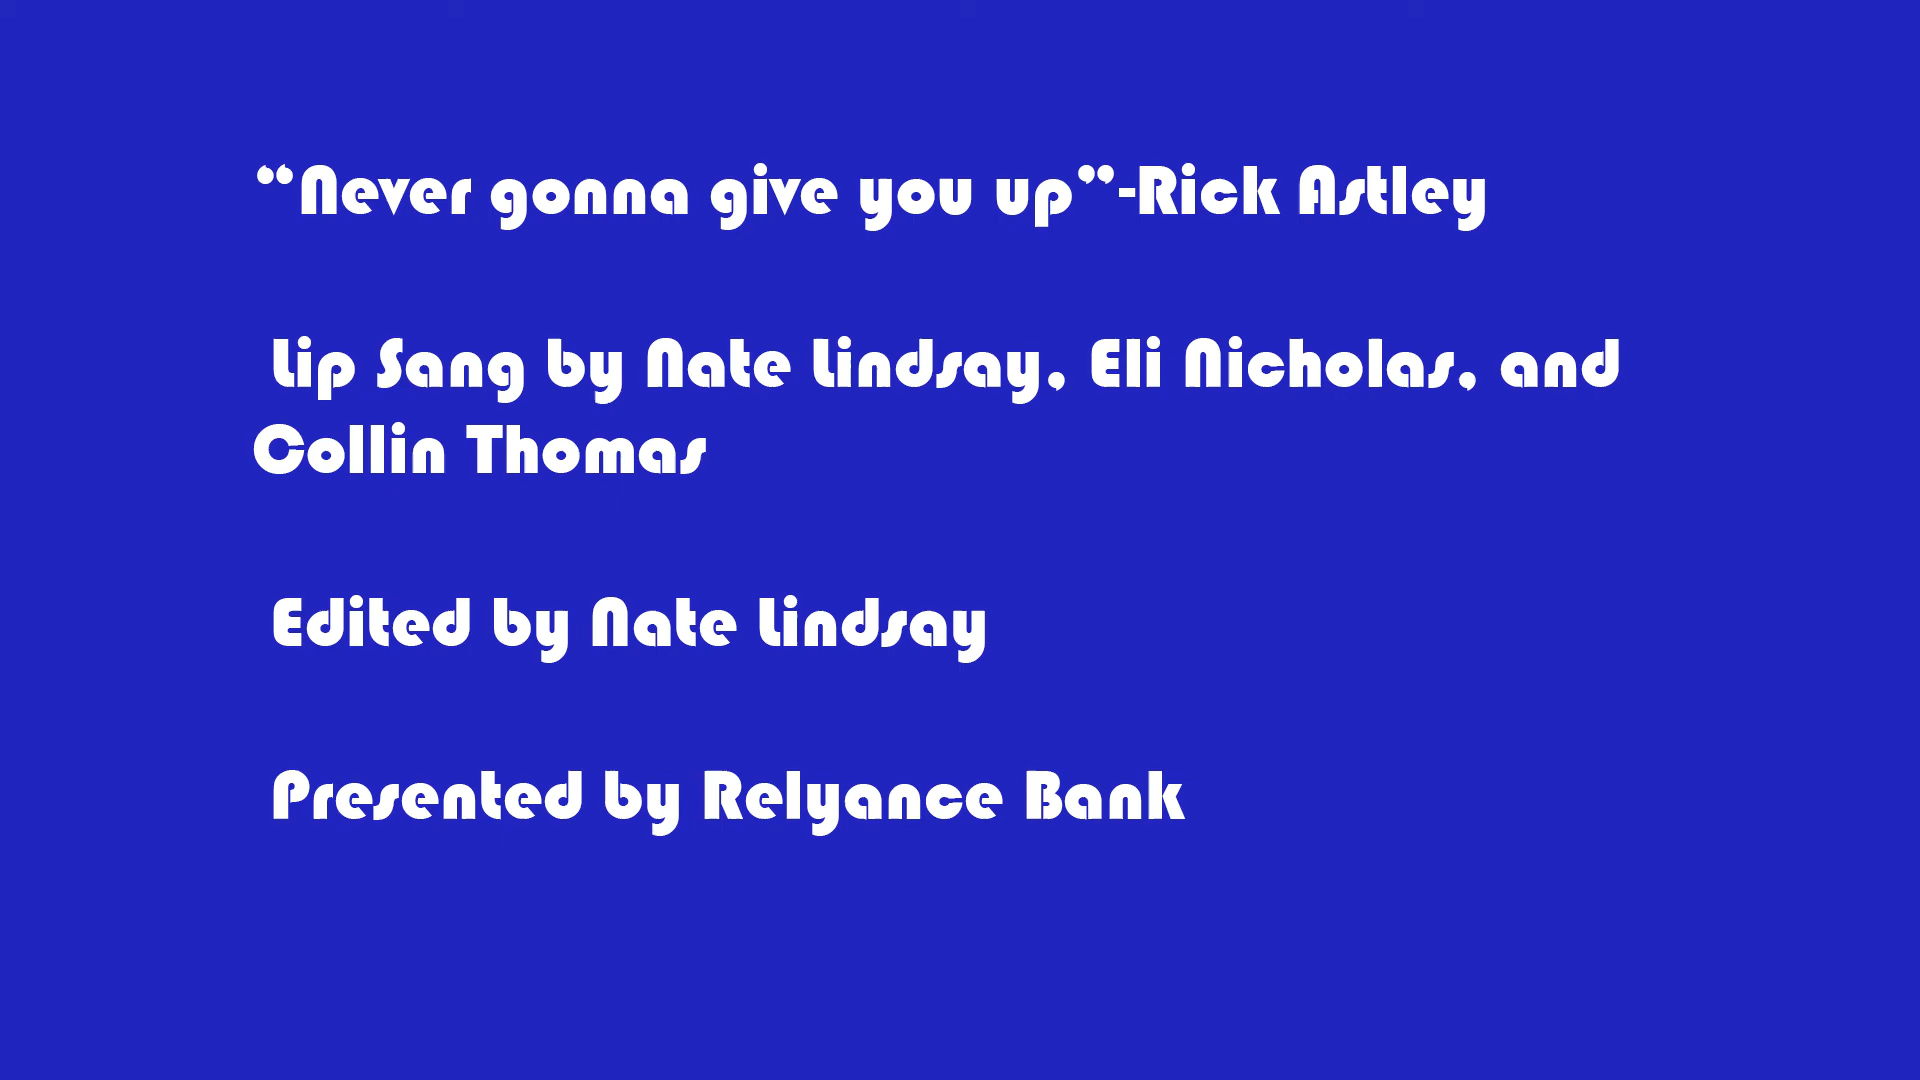 “Never gonna give you up”-Rick Astley
Lip Sang by Nate Lindsay, Eli Nicholas, and
Collin Thomas
Edited by Nate Lindsay
Presented by Relyance Bank